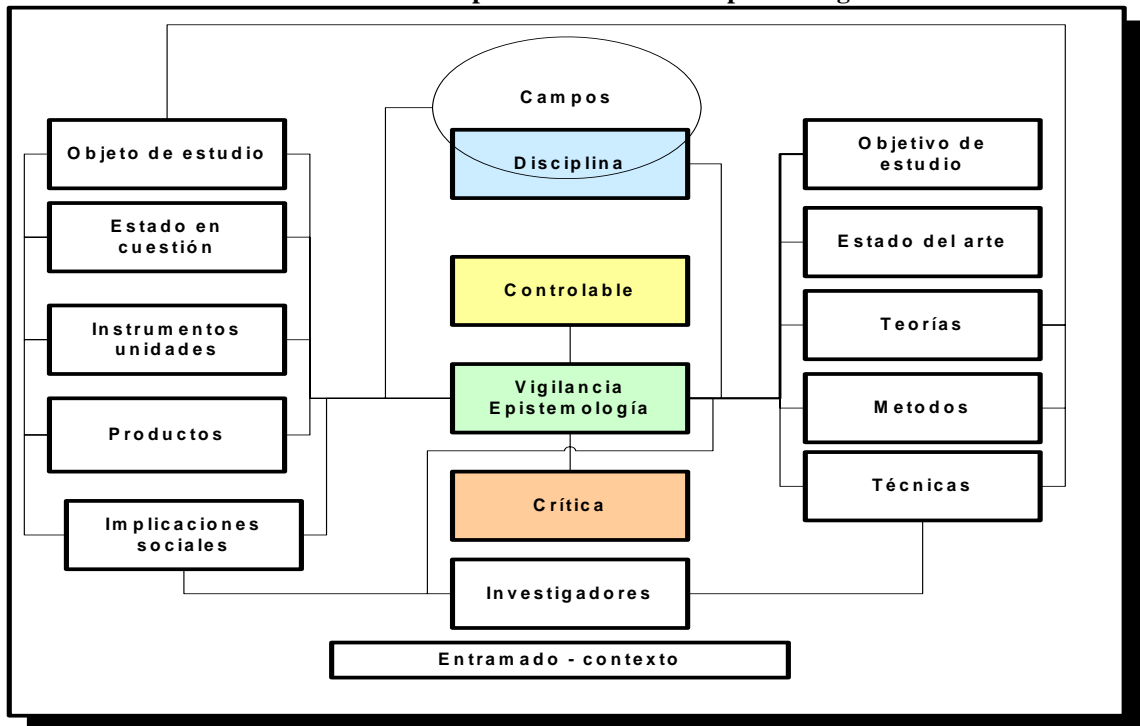 Campos
Disciplina
Objeto de estudio
Estado en
cuestión
Instrumentos
unidades
Productos
Implicaciones
sociales
Controlable
Vigilancia
Epistemología
Crítica
Investigadores
Objetivo de
estudio
Estado del arte
Teorías
Metodos
Técnicas
Entramado - contexto